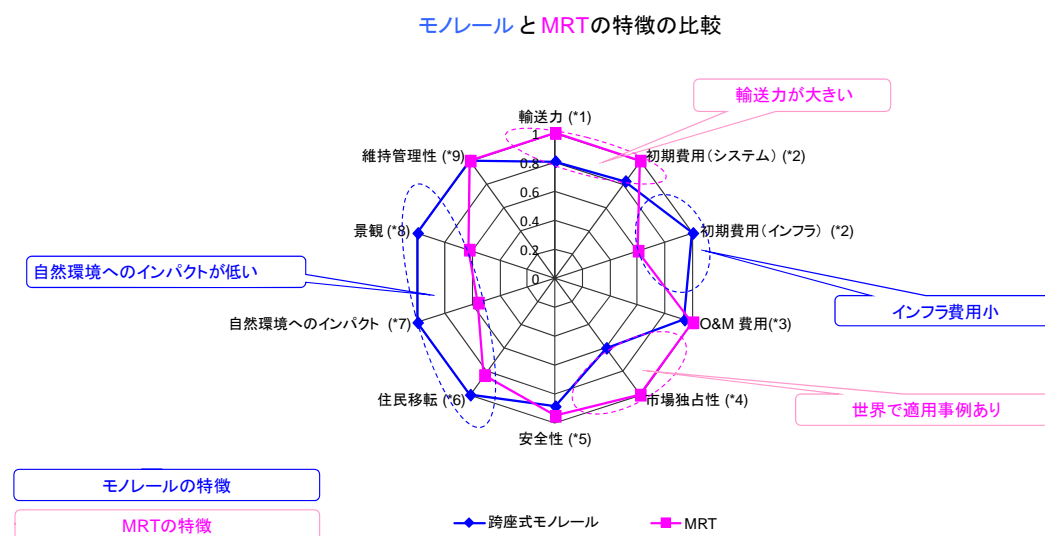 モノレールとMRTの特徴の比較
輸送力が大きい
輸送力 (*1)
維持管理性 (*9)
初期費用(システム) (*2)
景観 (*8)
初期費用(インフラ) (*2)
自然環境へのインパクトが低い
インフラ費用小
自然環境へのインパクト (*7)
O&M 費用(*3)
住民移転 (*6)
市場独占性 (*4)
世界で適用事例あり
安全性 (*5)
1
0.8
0.6
0.4
0.2
0
モノレールの特徴
MRTの特徴
跨座式モノレール
MRT